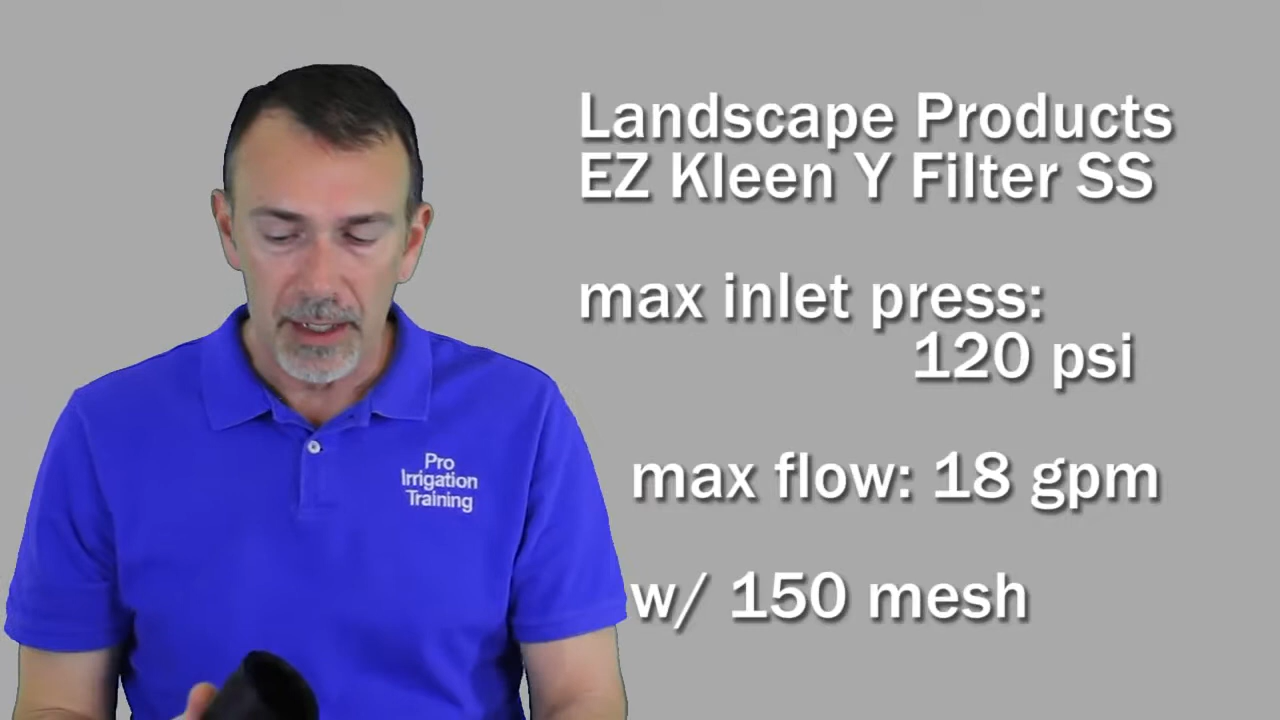 Landscape Products
EZ Kleen Y Filter SS
max inlet press:
120 psi
max flow: 18 gpm
w/ 150 mesh
Pro
Irrigation
Training